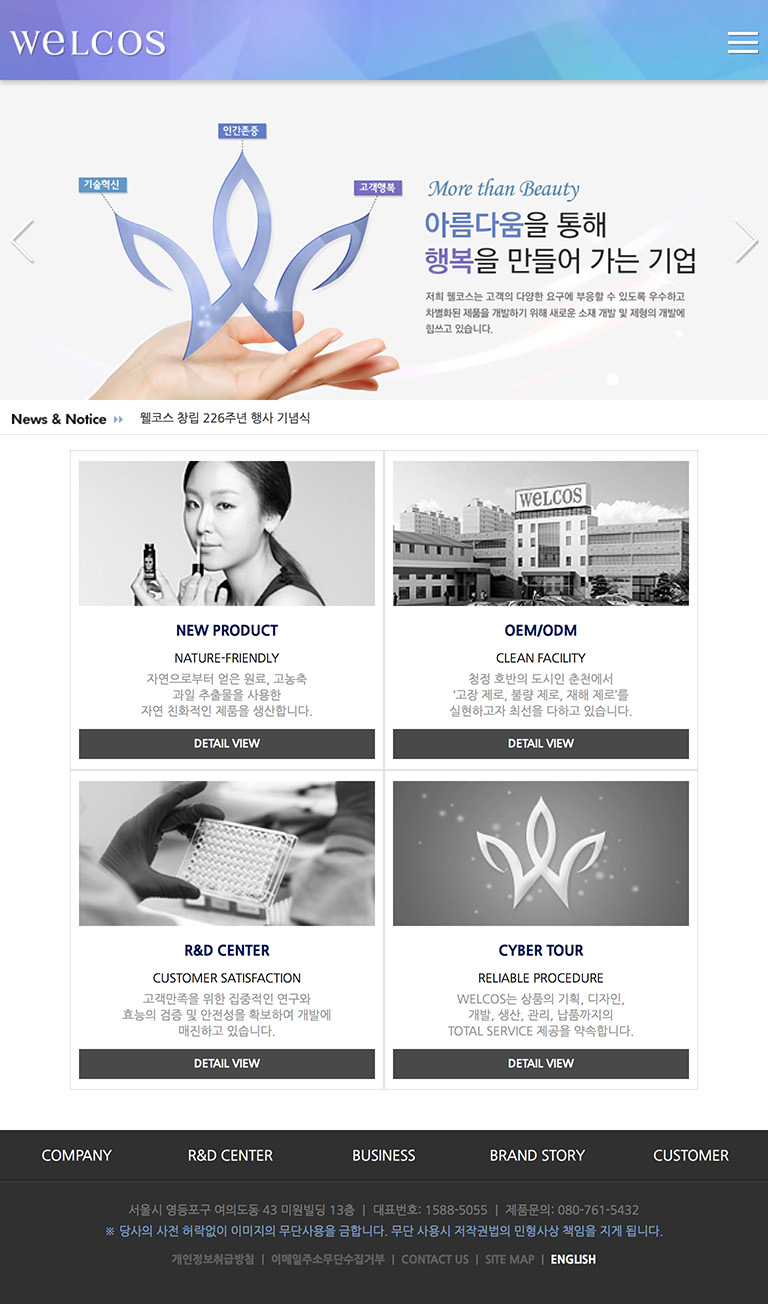 WELCOS
인간존중
기술혁신
고객행복
More than Beauty
아름다움을 통해
행복을 만들어 가는 기업
저희 웰코스는 고객의 다양한 요구에 부응할 수 있도록 우수하고
차별화된 제품을 개발하기 위해 새로운 소재 개발 및 제형의 개발에
힘쓰고 있습니다.
News & Notice 웰코스 창립 226주년 행사 기념식
WELCOS
NEW PRODUCT
NATURE-FRIENDLY
자연으로부터 얻은 원료, 고농축
과일 추출물을 사용한
자연 친화적인 제품을 생산합니다.
DETAIL VIEW
OEM/ODM
CLEAN FACILITY
청정 호반의 도시인 춘천에서
'고장 제로, 불량 제로, 재해 제로'를
실현하고자 최선을 다하고 있습니다.
DETAIL VIEW
R&D CENTER
CUSTOMER SATISFACTION
고객만족을 위한 집중적인 연구와
효능의 검증 및 안전성을 확보하여 개발에
매진하고 있습니다.
DETAIL VIEW
CYBER TOUR
RELIABLE PROCEDURE
WELCOS는 상품의 기획, 디자인,
개발, 생산, 관리, 납품까지의
TOTAL SERVICE 제공을 약속합니다.
DETAIL VIEW
COMPANY R&D CENTER BUSINESS BRAND STORY CUSTOMER
서울시 영등포구 여의도동 43 미원빌딩 13층 | 대표번호: 1588-5055 | 제품문의: 080-761-5432
※ 당사의 사전 허락없이 이미지의 무단사용을 금합니다. 무단 사용시 저작권법의 민형사상 책임을 지게 됩니다.
개인정보취급방침 | 이메일주소무단수집거부 | CONTACT US | SITE MAP | ENGLISH